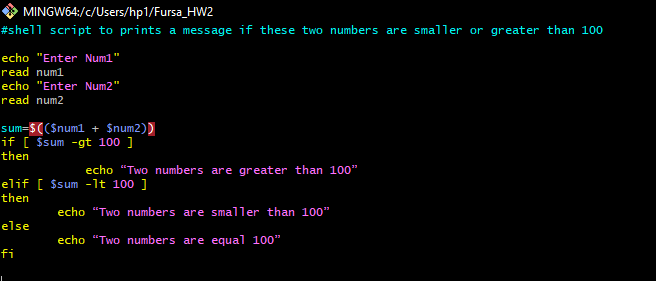 MINGW64:/c/Users/hp1/Fursa_HW2
#shell script to prints a message if these two numbers are smaller or greater than 100
echo "Enter Num1"
read num1
echo "Enter Num2"
read num2
sum=$(($num1 + $num2))
if [ $sum -gt 100 ]
then
echo “Two numbers are greater than 100”
elif [ $sum -lt 100 ]
then
echo “Two numbers are smaller than 100”
else
echo “Two numbers are equal 100”
fi